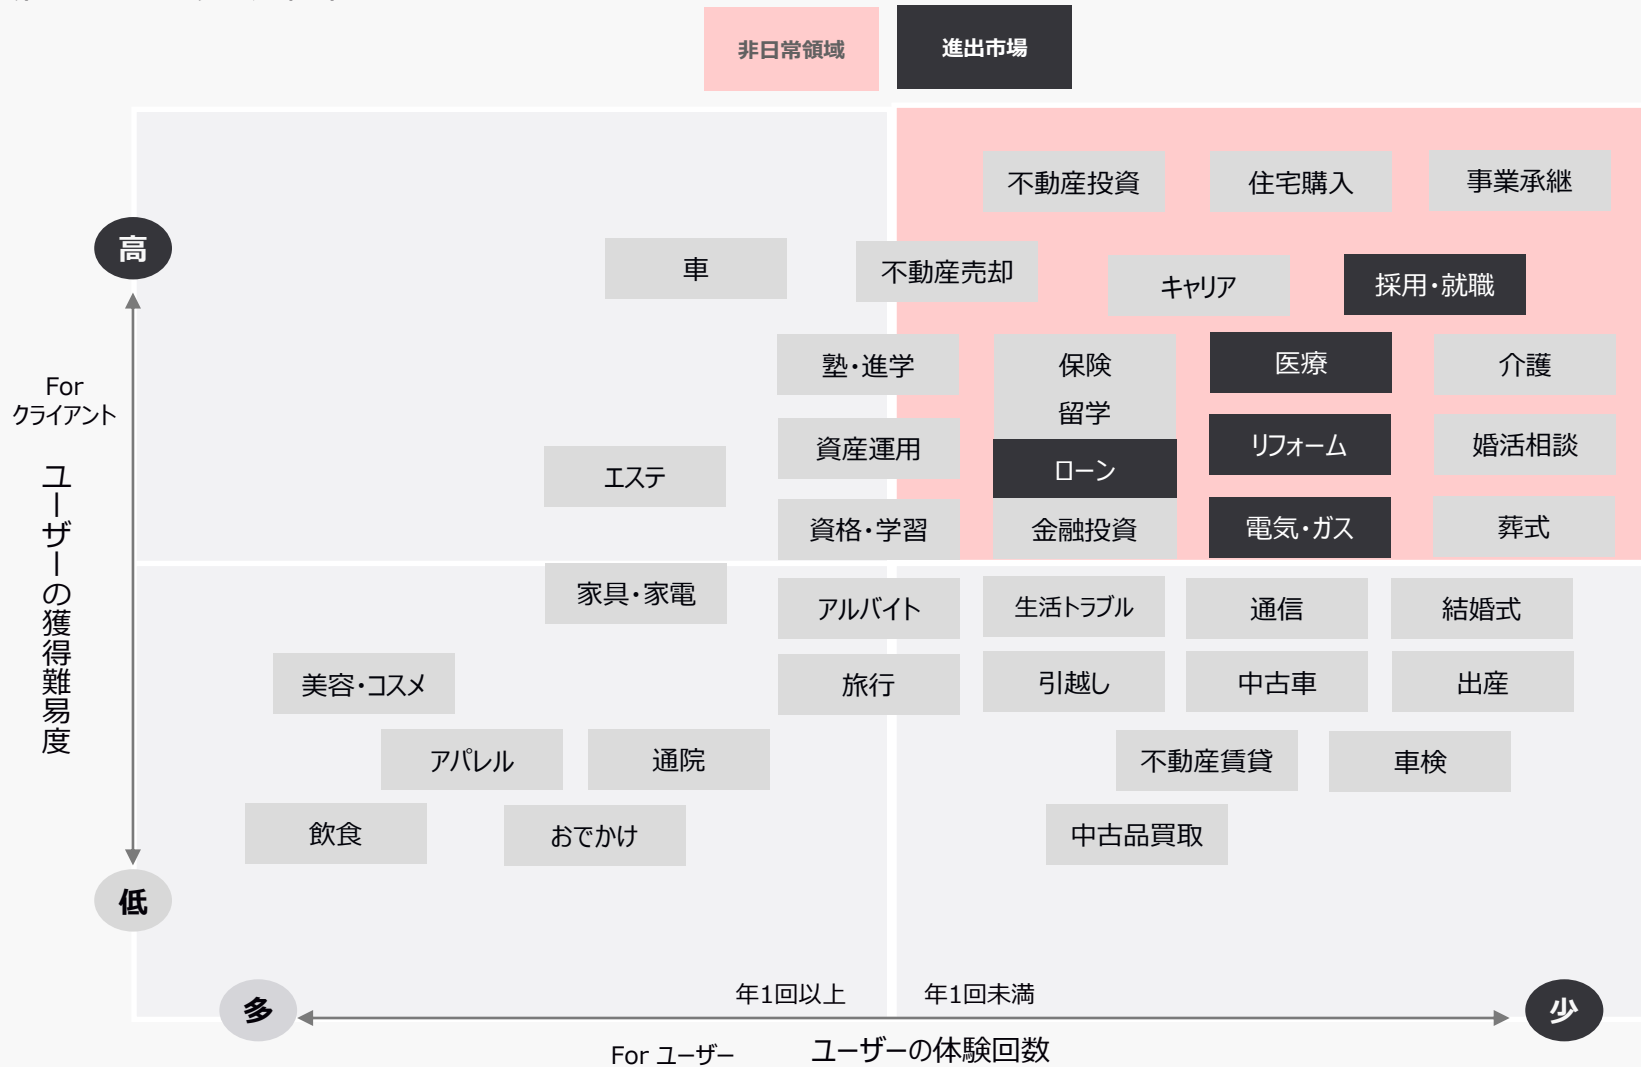 非日常領域
進出市場
不動産投資
住宅購入
事業承継
高
車
不動産売却
キャリア
採用・就職
塾・進学
保険
医療
介護
For
クライアント
留学
資産運用
リフォーム
婚活相談
エステ
ローン
ユーザーの獲得難易度
資格・学習
金融投資
電気・ガス
葬式
家具・家電
アルバイト
生活トラブル
通信
結婚式
美容・コスメ
旅行
引越し
中古車
出産
アパレル
通院
不動産賃貸
車検
飲食
おでかけ
中古品買取
低
多
年1回以上
年1回未満
少
For ユーザー
ユーザーの体験回数